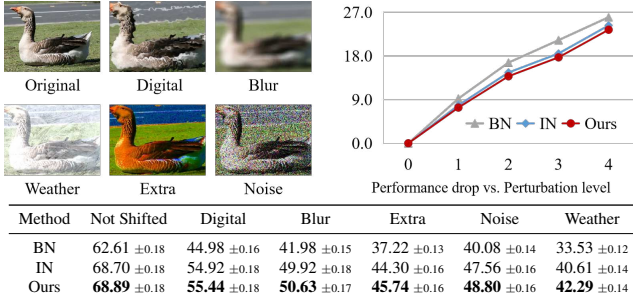 Original Digital Blur
Weather Extra Noise
27.0
18.0
9.0
0.0
BN IN Ours
0 1 2 3 4
Performance drop vs. Perturbation level
Method Not Shifted Digital Blur Extra Noise Weather
BN 62.61 ±0.18 44.98 ±0.16 41.98 ±0.15 37.22 ±0.13 40.08 ±0.14 33.53 ±0.12
IN 68.70 ±0.18 54.92 ±0.18 49.92 ±0.18 44.30 ±0.16 47.56 ±0.16 40.61 ±0.14
Ours 68.89 ±0.18 55.44 ±0.18 50.63 ±0.17 45.74 ±0.16 48.80 ±0.16 42.29 ±0.14